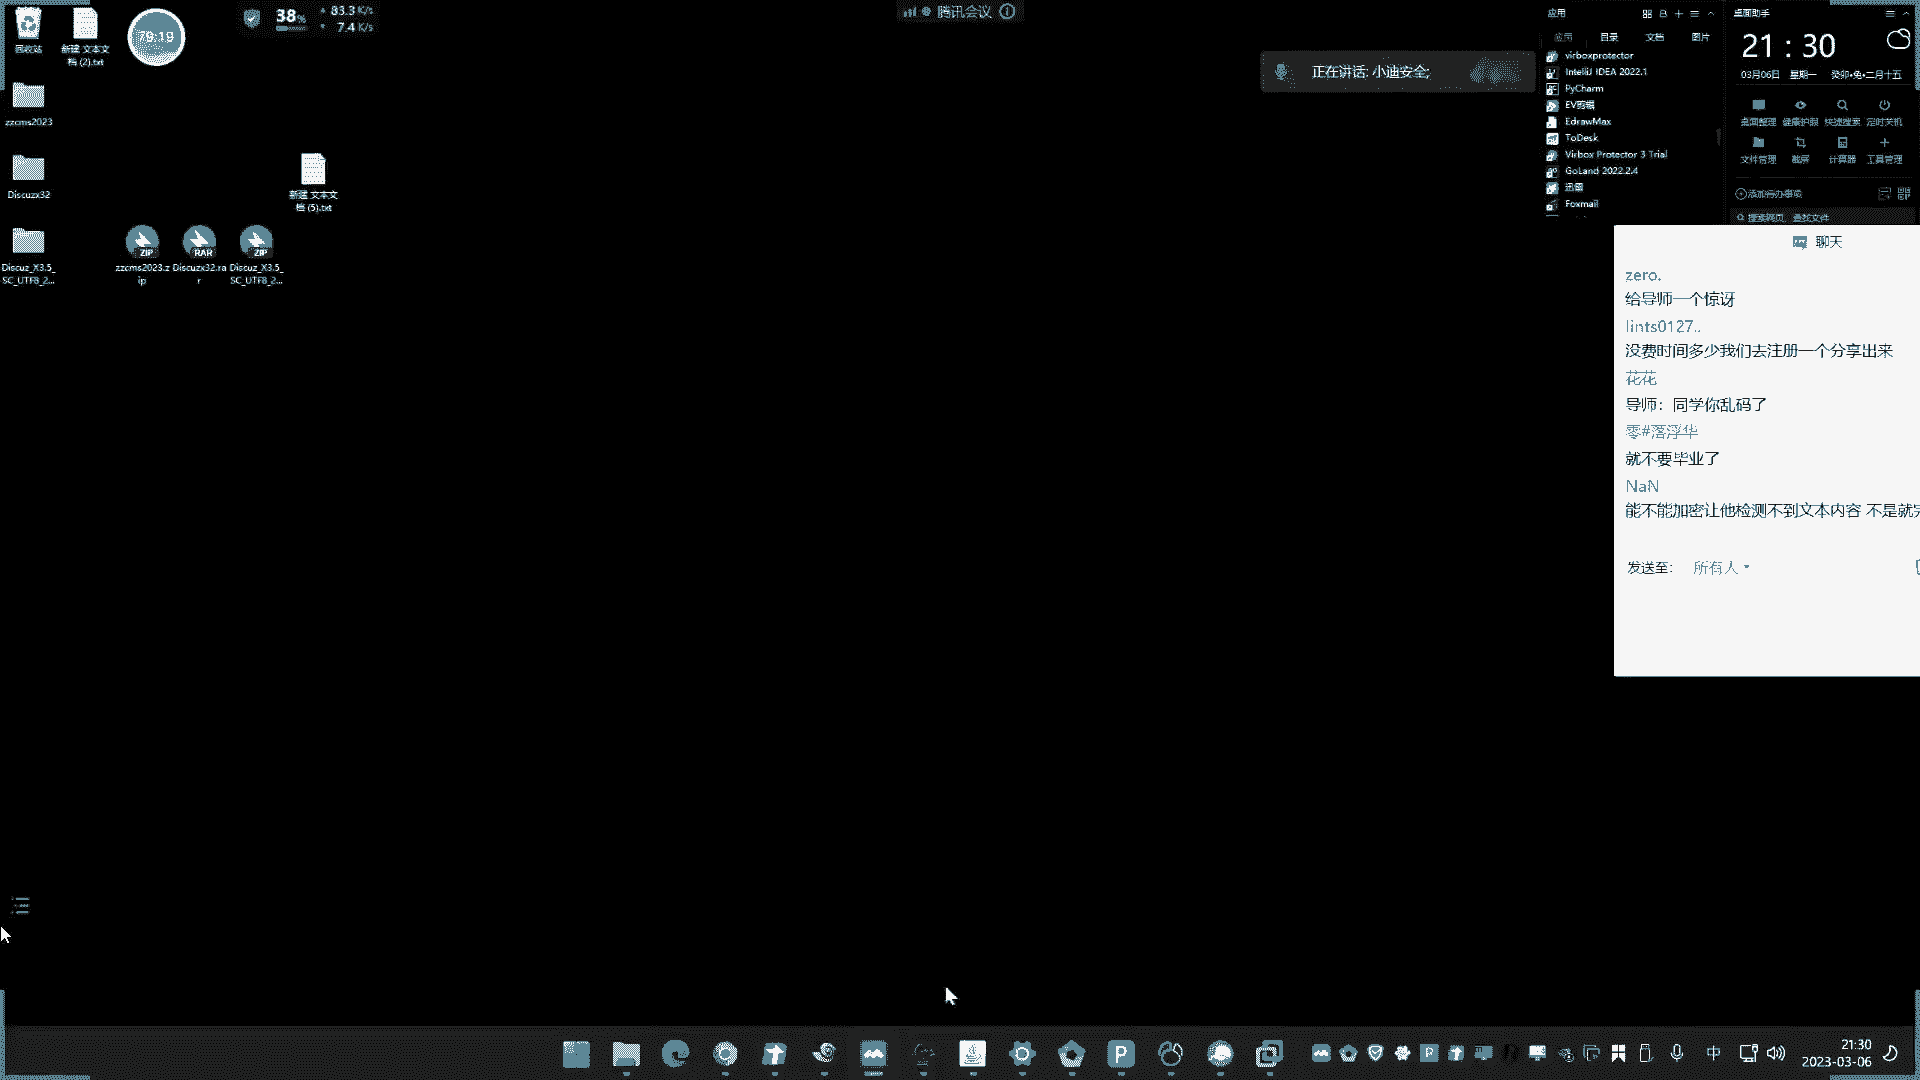 回收站
新建 文本文
档 (2).txt
79:19
38%
83.3 K/s
7.4 K/s
腾讯会议
zzcms2023
Discuzx32
新建 文本文
档 (5).txt
Discuz_X3.5_
SC_UTF8_2...
ZIP
zzcms2023.z
ip
RAR
Discuzx32.ra
r
ZIP
Discuz_X3.5_
SC_UTF8_2...
正在讲话: 小迪安全;
应用
应用 目录 文档 图片
virboxprotector
IntelliJ IDEA 2022.1
PyCharm
EV剪辑
EdrawMax
ToDesk
Virbox Protector 3 Trial
GoLand 2022.2.4
迅雷
Foxmail
桌面助手
21 : 30
03月06日 星期一 癸卯•兔•二月十五
桌面整理 健康护眼 快速搜索 定时关机
文件管理 截屏 计算器 工具管理
添加待办事项
搜索网页、查找文件
聊天
zero.
给导师一个惊讶
lints0127..
没费时间多少我们去注册一个分享出来
花花
导师：同学你乱码了
零#落浮华
就不要毕业了
NaN
能不能加密让他检测不到文本内容 不是就完
发送至: 所有人
中
21:30
2023-03-06